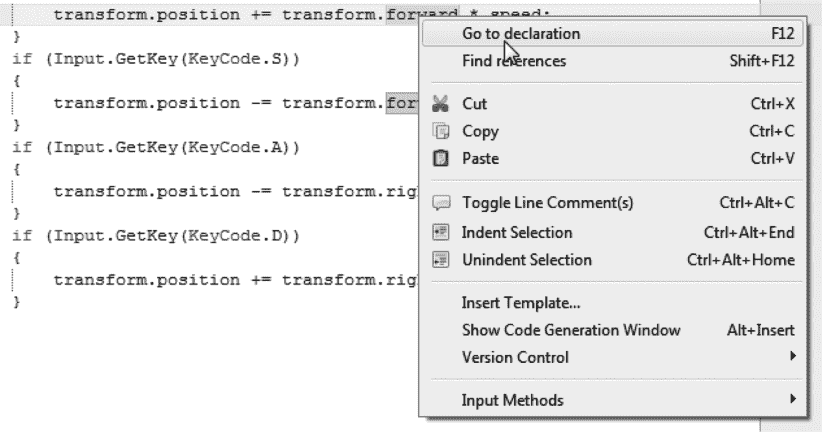 transform.position += transform.forward * speed;
}
if (Input.GetKey(KeyCode.S))
{
transform.position -= transform.for
}
if (Input.GetKey(KeyCode.A))
{
transform.position -= transform.rig
}
if (Input.GetKey(KeyCode.D))
{
transform.position += transform.rig
}
Go to declaration F12
Find references Shift+F12
Cut Ctrl+X
Copy Ctrl+C
Paste Ctrl+V
Toggle Line Comment(s) Ctrl+Alt+C
Indent Selection Ctrl+Alt+End
Unindent Selection Ctrl+Alt+Home
Insert Template...
Show Code Generation Window Alt+Insert
Version Control
Input Methods